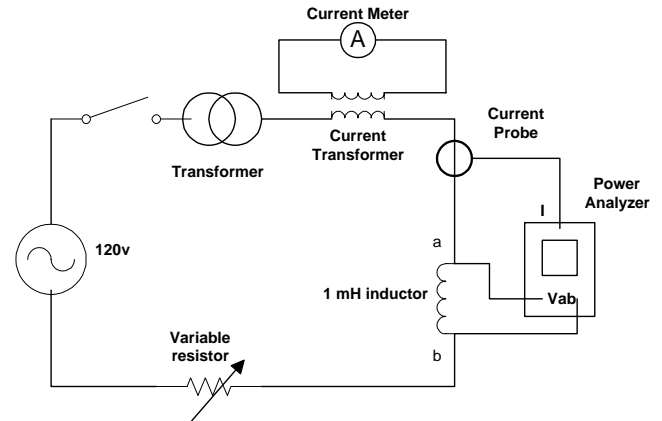 Current Meter
A
Current
Probe
Current
Transformer
Transformer
Power
Analyzer
I
a
120v
1 mH inductor
Vab
Variable
resistor
b